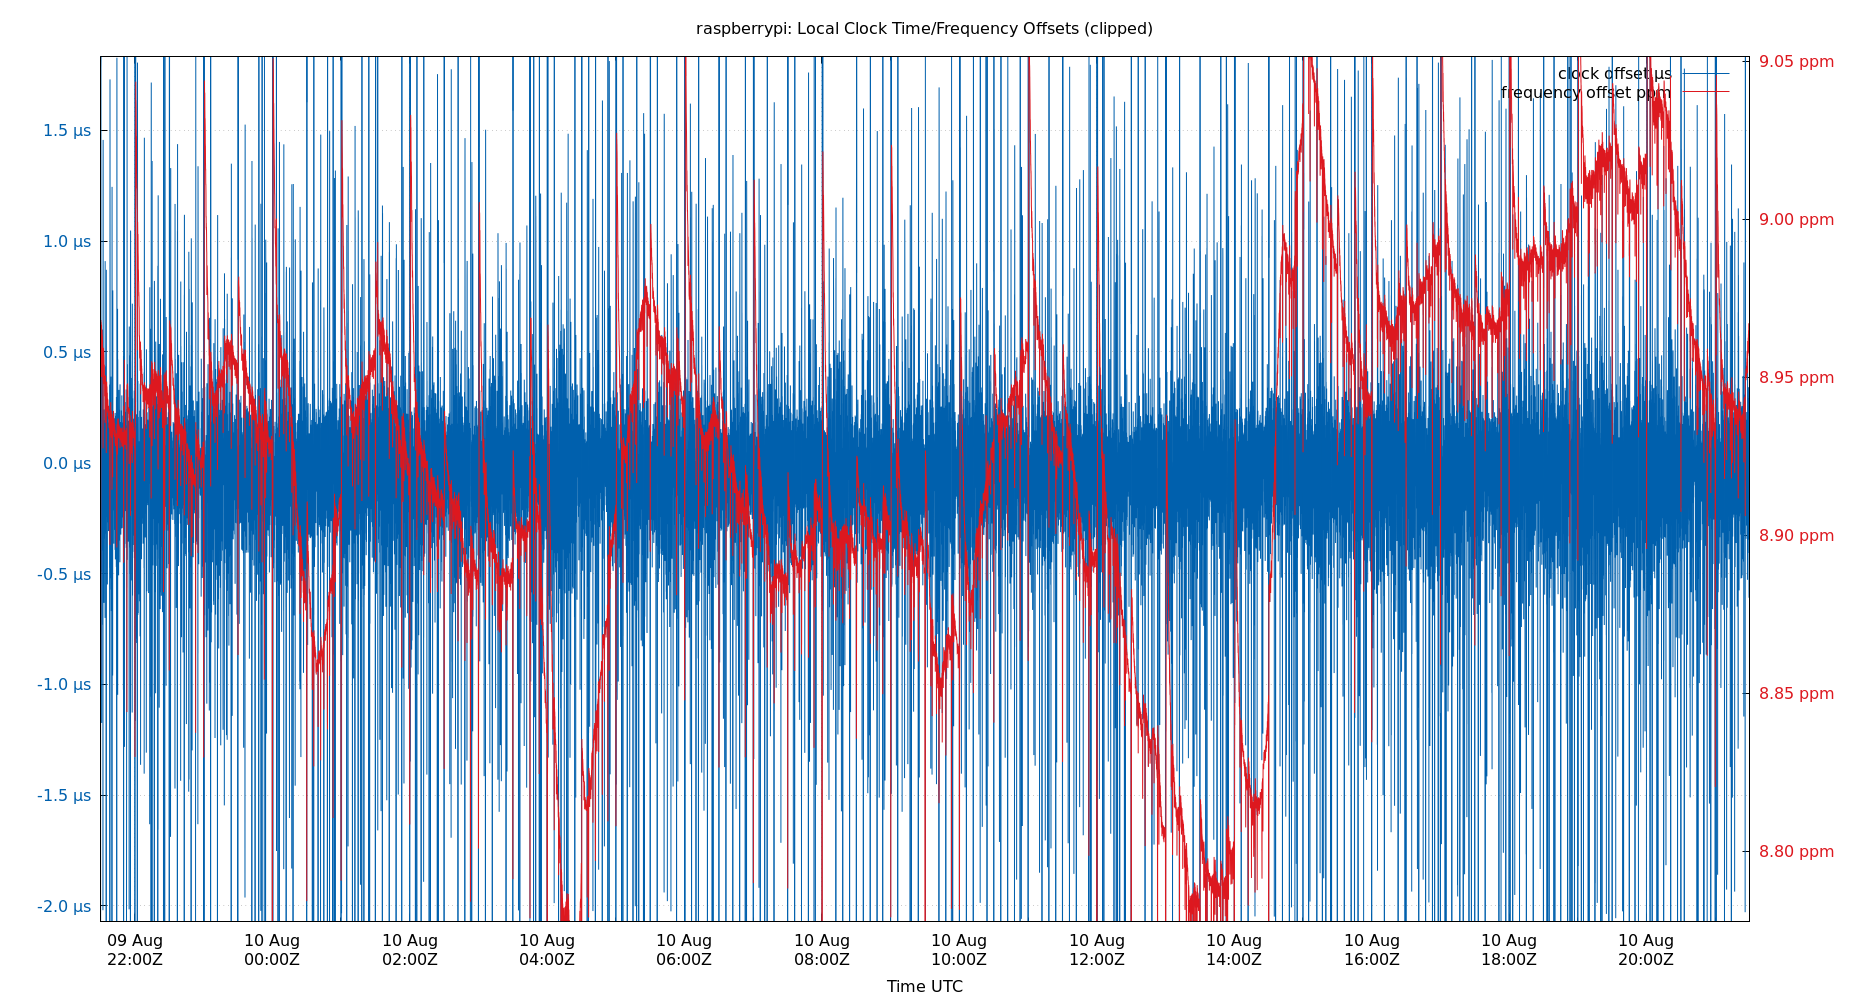 raspberrypi: Local Clock Time/Frequency Offsets (clipped)
clock offset µs
frequency offset ppm
1.5 µs
1.0 µs
0.5 µs
0.0 µs
-0.5 µs
-1.0 µs
-1.5 µs
-2.0 µs
9.05 ppm
9.00 ppm
8.95 ppm
8.90 ppm
8.85 ppm
8.80 ppm
09 Aug 10 Aug 10 Aug 10 Aug 10 Aug 10 Aug 10 Aug 10 Aug 10 Aug 10 Aug 10 Aug 10 Aug
22:00Z 00:00Z 02:00Z 04:00Z 06:00Z 08:00Z 10:00Z 12:00Z 14:00Z 16:00Z 18:00Z 20:00Z
Time UTC